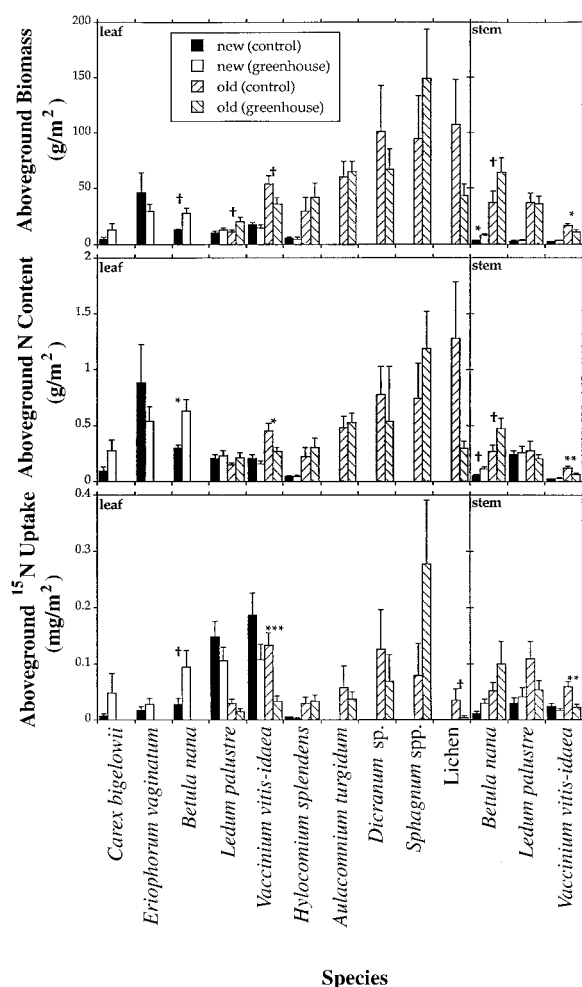 leaf
stem
new (control)
new (greenhouse)
old (control)
old (greenhouse)
Aboveground Biomass
(g/m²)
200
150
100
50
0
†
†
†
*
†
*
Aboveground N Content
(g/m²)
2
1.5
1
0.5
0
leaf
stem
*
*
†
†
**
Aboveground ¹⁵N Uptake
(mg/m²)
0.4
0.3
0.2
0.1
0
leaf
stem
†
***
†
**
Carex bigelowii
Eriophorum vaginatum
Betula nana
Ledum palustre
Vaccinium vitis-idaea
Hylocomium splendens
Aulacomnium turgidum
Dicranum sp.
Sphagnum spp.
Lichen
Betula nana
Ledum palustre
Vaccinium vitis-idaea
Species